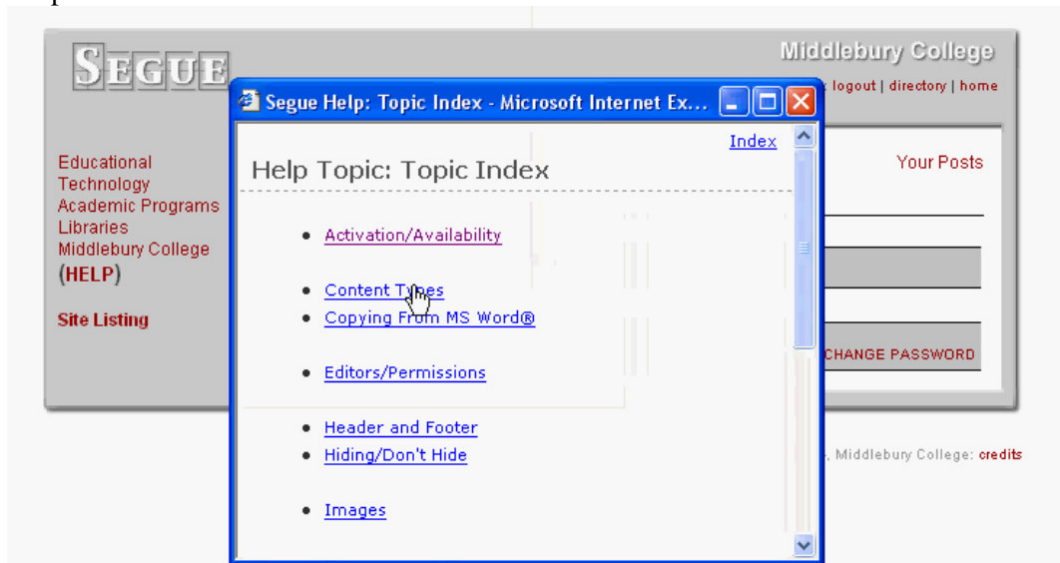 SEGUE
Middlebury College
logout | directory | home
Educational
Technology
Academic Programs
Libraries
Middlebury College
(HELP)
Site Listing
Segue Help: Topic Index - Microsoft Internet Ex...
Index
Help Topic: Topic Index
• Activation/Availability
• Content Types
• Copying From MS Word®
• Editors/Permissions
• Header and Footer
• Hiding/Don't Hide
• Images
Your Posts
CHANGE PASSWORD
, Middlebury College: credits